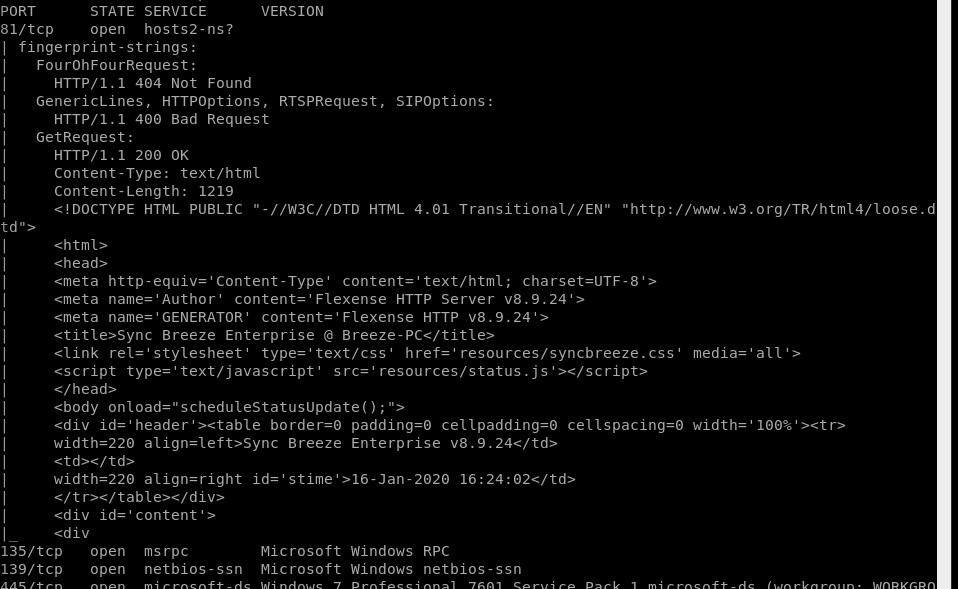 PORT      STATE SERVICE      VERSION
81/tcp    open  hosts2-ns?
| fingerprint-strings:
|   FourOhFourRequest:
|     HTTP/1.1 404 Not Found
|   GenericLines, HTTPOptions, RTSPRequest, SIPOptions:
|     HTTP/1.1 400 Bad Request
|   GetRequest:
|     HTTP/1.1 200 OK
|     Content-Type: text/html
|     Content-Length: 1219
|     <!DOCTYPE HTML PUBLIC "-//W3C//DTD HTML 4.01 Transitional//EN" "http://www.w3.org/TR/html4/loose.d
td">
|     <html>
|     <head>
|     <meta http-equiv='Content-Type' content='text/html; charset=UTF-8'>
|     <meta name='Author' content='Flexense HTTP Server v8.9.24'>
|     <meta name='GENERATOR' content='Flexense HTTP v8.9.24'>
|     <title>Sync Breeze Enterprise @ Breeze-PC</title>
|     <link rel='stylesheet' type='text/css' href='resources/syncbreeze.css' media='all'>
|     <script type='text/javascript' src='resources/status.js'></script>
|     </head>
|     <body onload="scheduleStatusUpdate();">
|     <div id='header'><table border=0 padding=0 cellpadding=0 cellspacing=0 width='100%'><tr>
|     width=220 align=left>Sync Breeze Enterprise v8.9.24</td>
|     <td></td>
|     width=220 align=right id='stime'>16-Jan-2020 16:24:02</td>
|     </tr></table></div>
|     <div id='content'>
|_    <div
135/tcp   open  msrpc        Microsoft Windows RPC
139/tcp   open  netbios-ssn  Microsoft Windows netbios-ssn
445/tcp   open  microsoft-ds Windows 7 Professional 7601 Service Pack 1 microsoft-ds (workgroup: WORKGRO